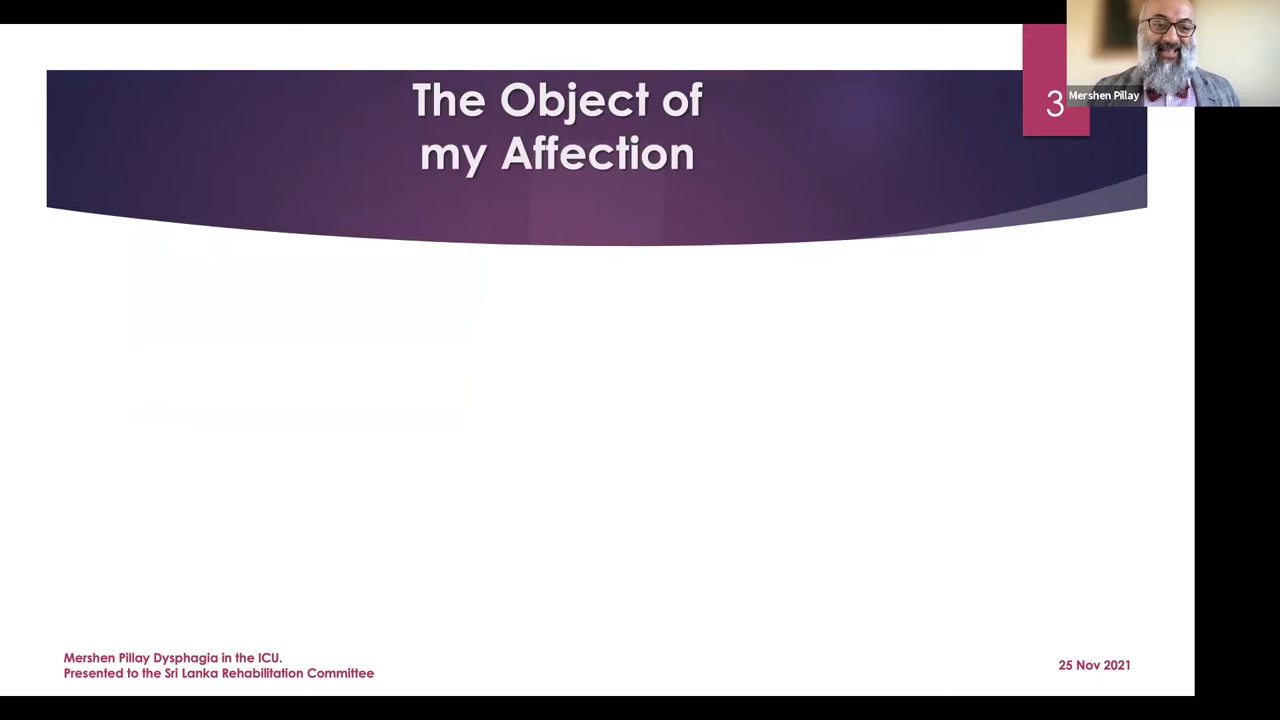 The Object of
my Affection
3
Mershen Pillay
Mershen Pillay Dysphagia in the ICU.
Presented to the Sri Lanka Rehabilitation Committee
25 Nov 2021